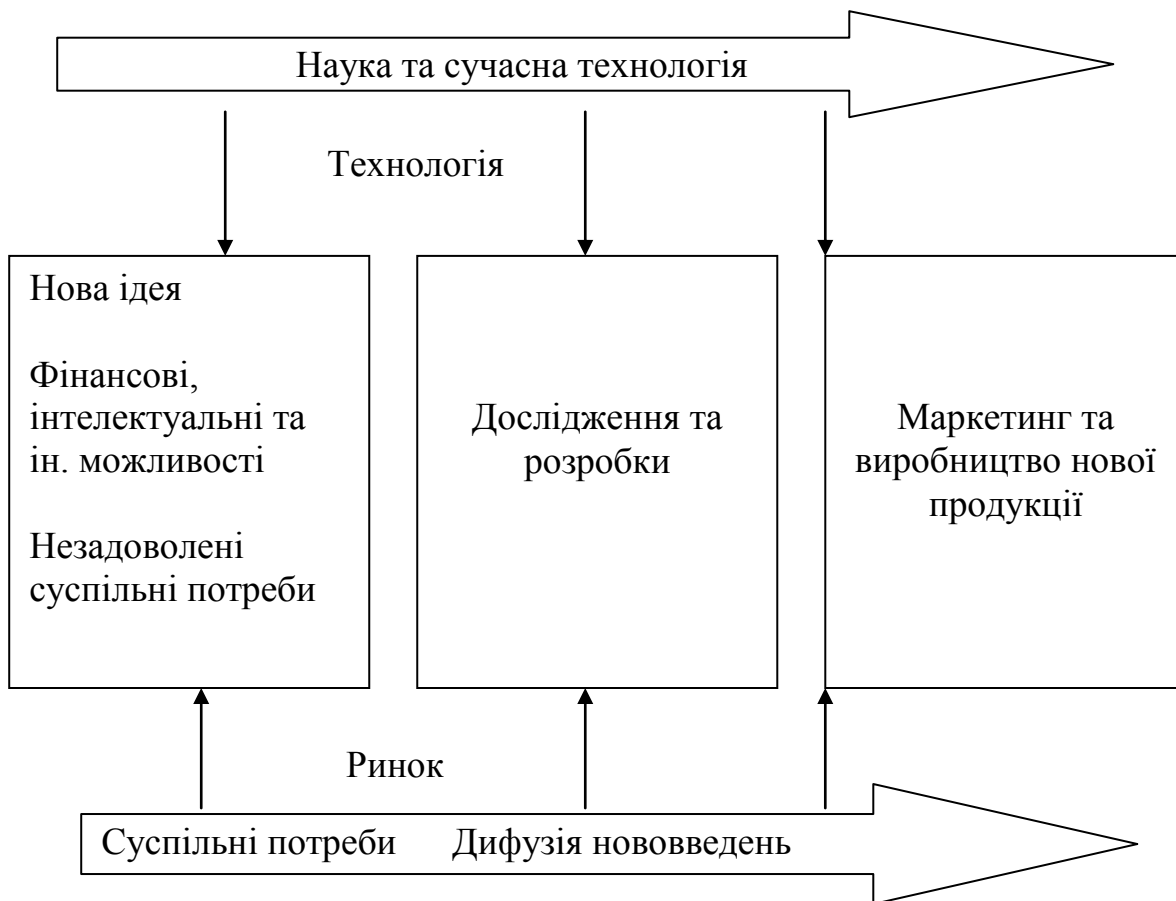 Наука та сучасна технологія
Технологія
Нова ідея
Фінансові,
інтелектуальні та
ін. можливості
Незадоволені
суспільні потреби
Дослідження та
розробки
Маркетинг та
виробництво нової
продукції
Ринок
Суспільні потреби Дифузія нововведень